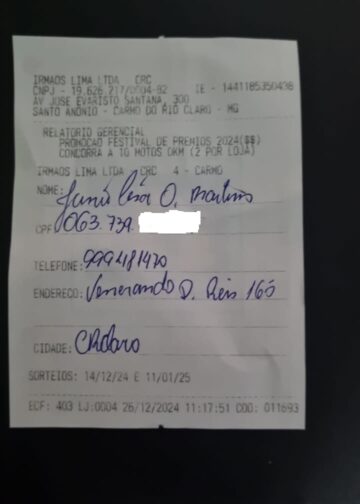 IRMAOS LIMA LTDA CRC
CNPJ - 19.626.217/0004-82 IE - 1441185350438
AV JOSE EVARISTO SANTANA, 300
SANTO ANTONIO - CARMO DO RIO CLARO - MG
RELATORIO GERENCIAL
PROMOCAO FESTIVAL DE PREMIOS 2024($$)
CONCORRA A 10 MOTOS 0KM (2 POR LOJA)
IRMAOS LIMA LTDA CRC 4 - CARMO
NOME: O. Martins
CPF: 063.739.
TELEFONE: 999481470
ENDERECO: Venerando D. Reis 165
CIDADE:
SORTEIOS: 14/12/24 E 11/01/25
ECF: 403 LJ:0004 26/12/2024 11:17:51 COO: 011693